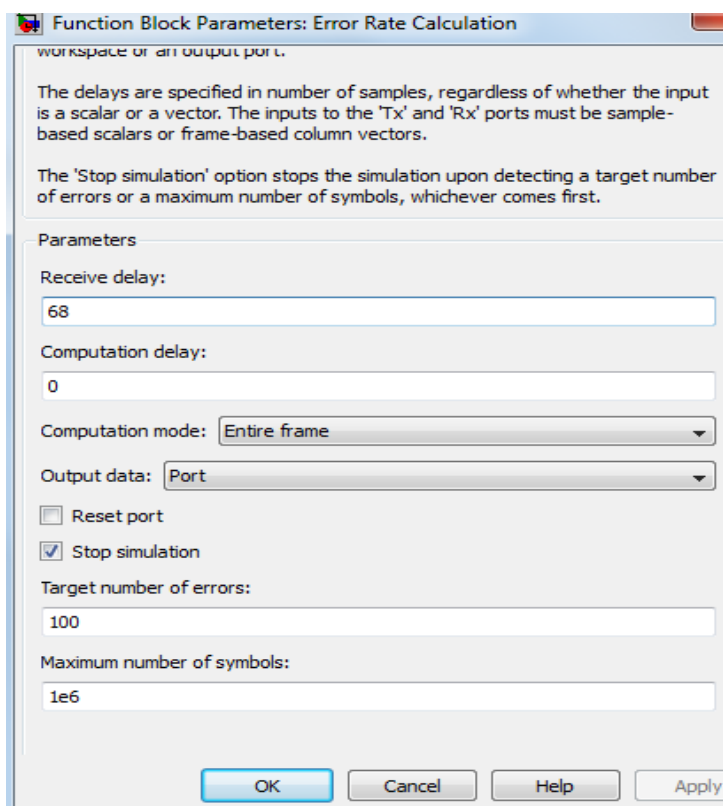 Function Block Parameters: Error Rate Calculation
workspace or an output port.
The delays are specified in number of samples, regardless of whether the input
is a scalar or a vector. The inputs to the 'Tx' and 'Rx' ports must be sample-
based scalars or frame-based column vectors.
The 'Stop simulation' option stops the simulation upon detecting a target number
of errors or a maximum number of symbols, whichever comes first.
Parameters
Receive delay:
68
Computation delay:
0
Computation mode: Entire frame
Output data: Port
Reset port
Stop simulation
Target number of errors:
100
Maximum number of symbols:
1e6
OK Cancel Help Apply